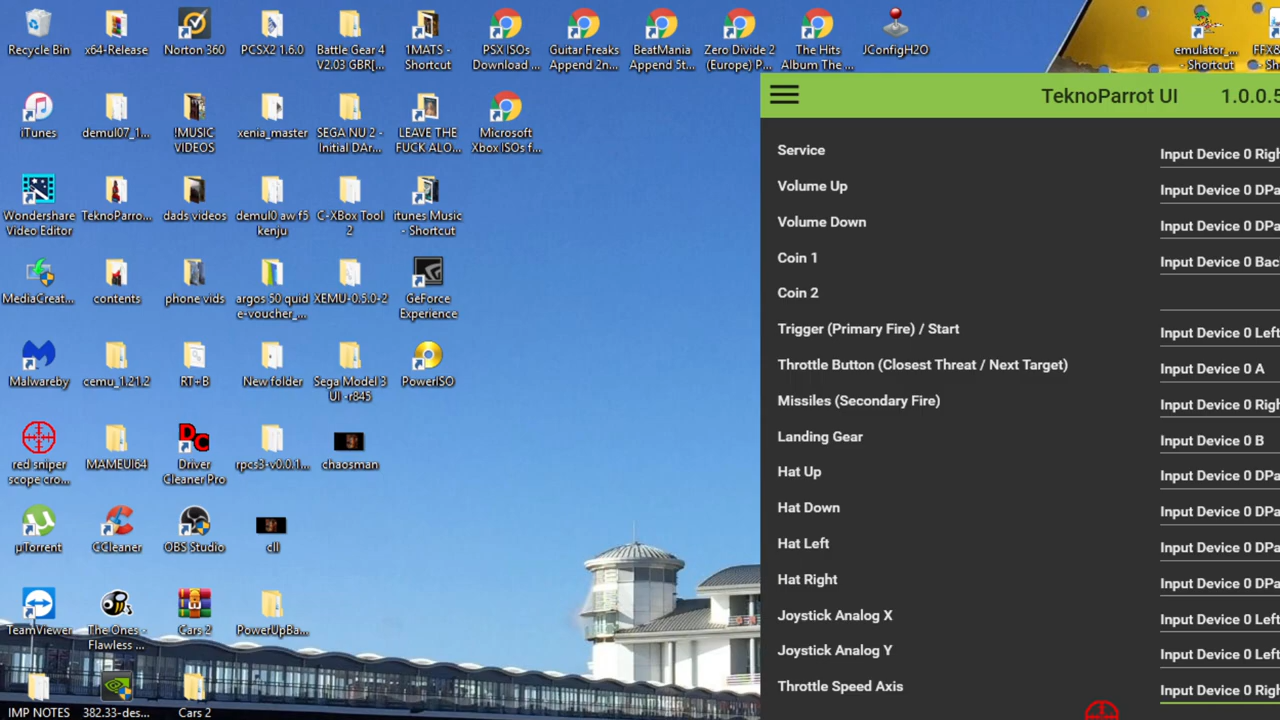 Recycle Bin
x64-Release
Norton 360
PCSX2 1.6.0
Battle Gear 4
V2.03 GBR[...
1MATS -
Shortcut
PSX ISOs
Download ...
Guitar Freaks
Append 2n...
BeatMania
Append 5t...
Zero Divide 2
(Europe) P...
The Hits
Album The ...
JConfigH2O
emulator_...
- Shortcut
iTunes
demul07_1...
!MUSIC
VIDEOS
xenia_master
SEGA NU 2 -
Initial DAr...
LEAVE THE
FUCK ALO...
Microsoft
Xbox ISOs f...
Wondershare
Video Editor
TeknoParro...
dads videos
demul0 aw f5
kenju
C-XBox Tool
2
itunes Music
- Shortcut
MediaCreat...
contents
phone vids
argos 50 quid
e-voucher_...
XEMU-0.5.0-2
GeForce
Experience
Malwareby
cemu_1.21.2
RT+B
New folder
Sega Model 3
UI -r845
PowerISO
red sniper
scope cro...
MAMEUI64
Driver
Cleaner Pro
rpcs3-v0.0.1...
chaosman
µTorrent
CCleaner
OBS Studio
cll
TeamViewer
The Ones -
Flawless ...
Cars 2
PowerUpBa...
IMP NOTES
382.33-des...
Cars 2
TeknoParrot UI 1.0.0.5
Service Input Device 0 Righ
Volume Up Input Device 0 DPa
Volume Down Input Device 0 DPa
Coin 1 Input Device 0 Bac
Coin 2
Trigger (Primary Fire) / Start Input Device 0 Left
Throttle Button (Closest Threat / Next Target) Input Device 0 A
Missiles (Secondary Fire) Input Device 0 Righ
Landing Gear Input Device 0 B
Hat Up Input Device 0 DPa
Hat Down Input Device 0 DPa
Hat Left Input Device 0 DPa
Hat Right Input Device 0 DPa
Joystick Analog X Input Device 0 Left
Joystick Analog Y Input Device 0 Left
Throttle Speed Axis Input Device 0 Righ